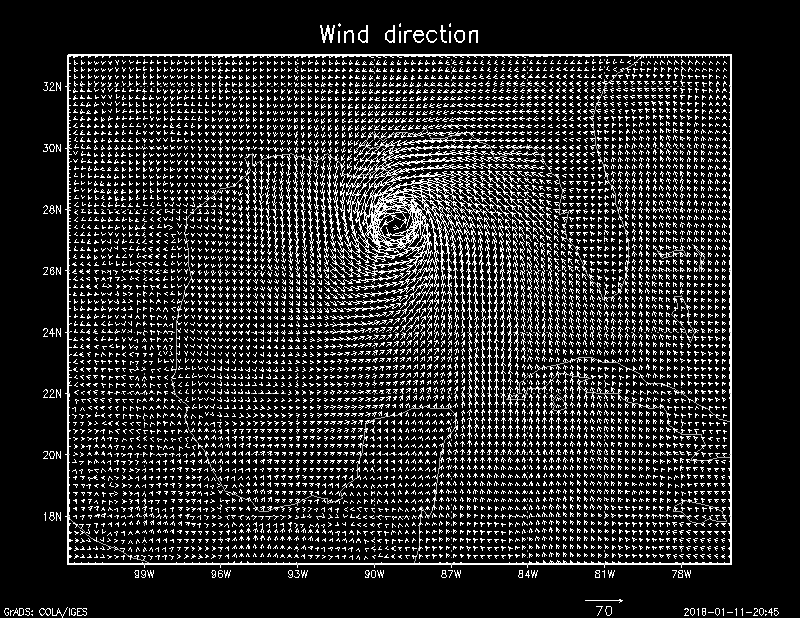 Wind direction
32N
30N
28N
26N
24N
22N
20N
18N
99W 96W 93W 90W 87W 84W 81W 78W
70
GrADS: COLA/IGES 2018-01-11-20:45